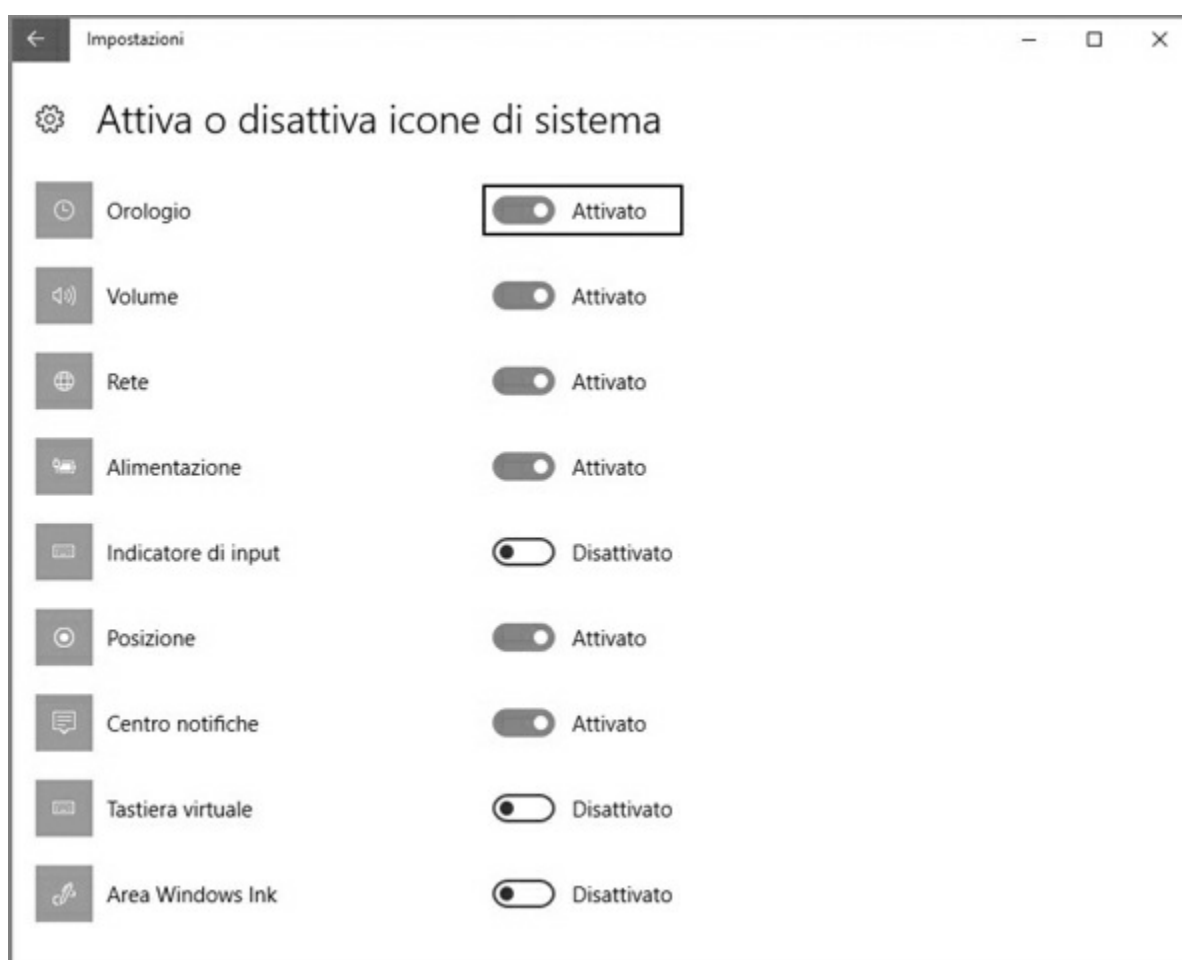 Impostazioni
Attiva o disattiva icone di sistema
Orologio Attivato
Volume Attivato
Rete Attivato
Alimentazione Attivato
Indicatore di input Disattivato
Posizione Attivato
Centro notifiche Attivato
Tastiera virtuale Disattivato
Area Windows Ink Disattivato